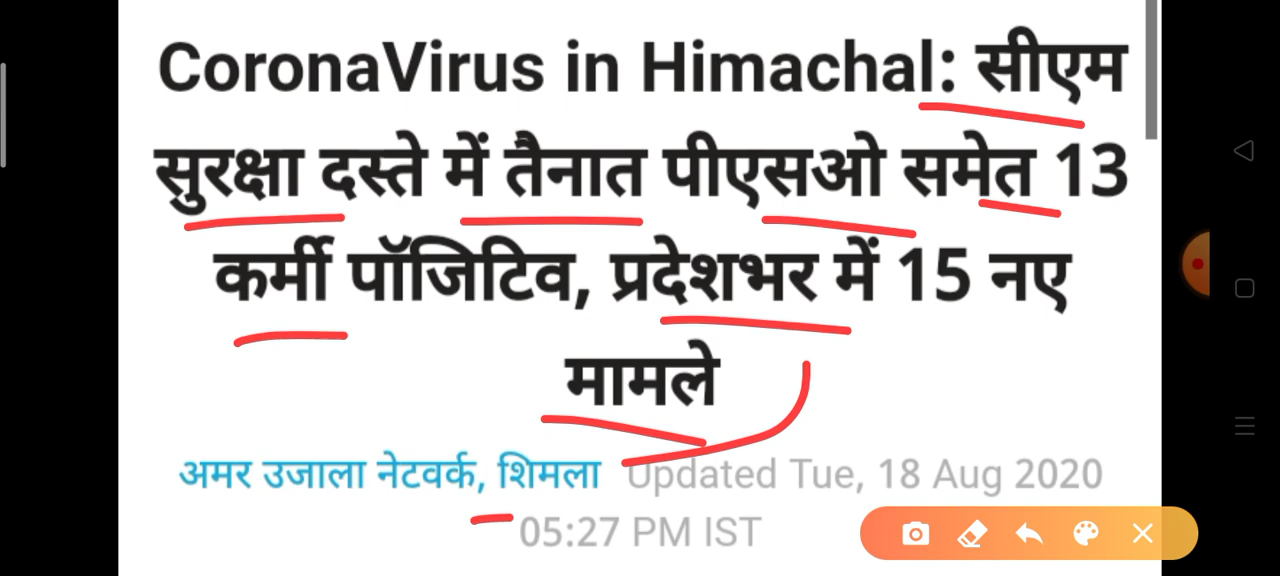 CoronaVirus in Himachal: सीएम
सुरक्षा दस्ते में तैनात पीएसओ समेत 13
कर्मी पॉजिटिव, प्रदेशभर में 15 नए
मामले
अमर उजाला नेटवर्क, शिमला Updated Tue, 18 Aug 2020
05:27 PM IST